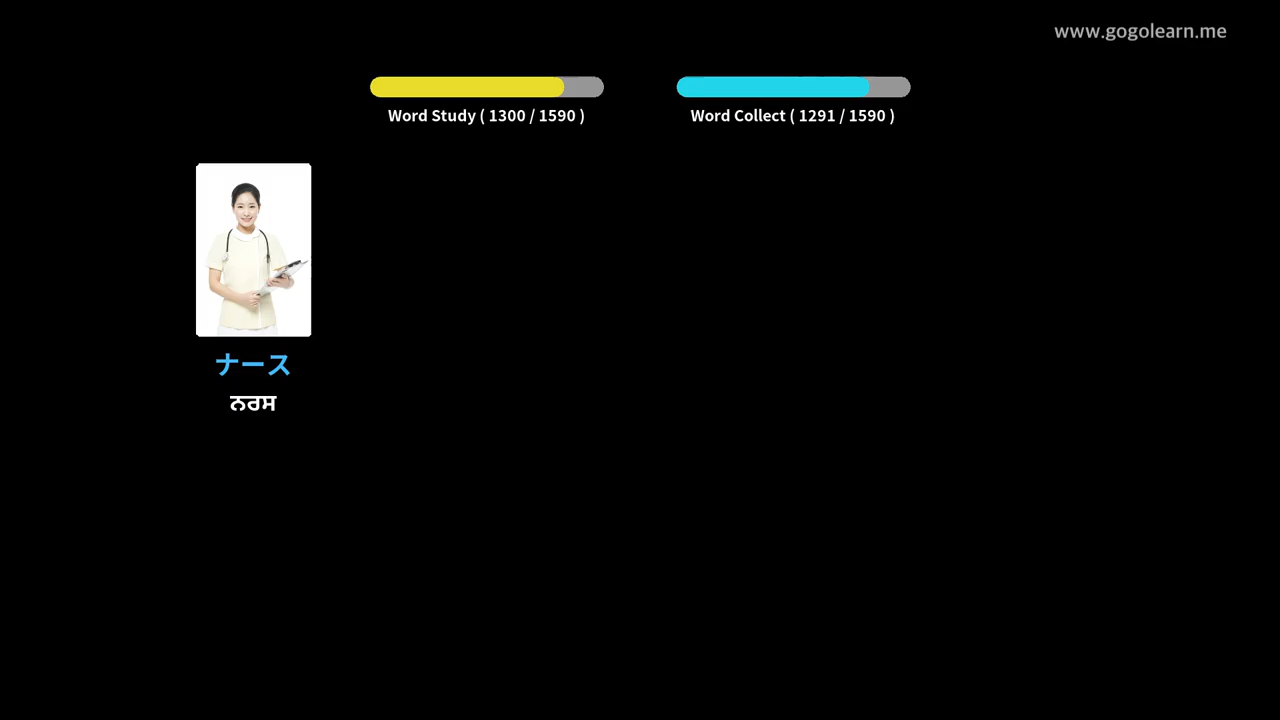 www.gogolearn.me
Word Study ( 1300 / 1590 )
Word Collect ( 1291 / 1590 )
ナース
ਨਰਸ